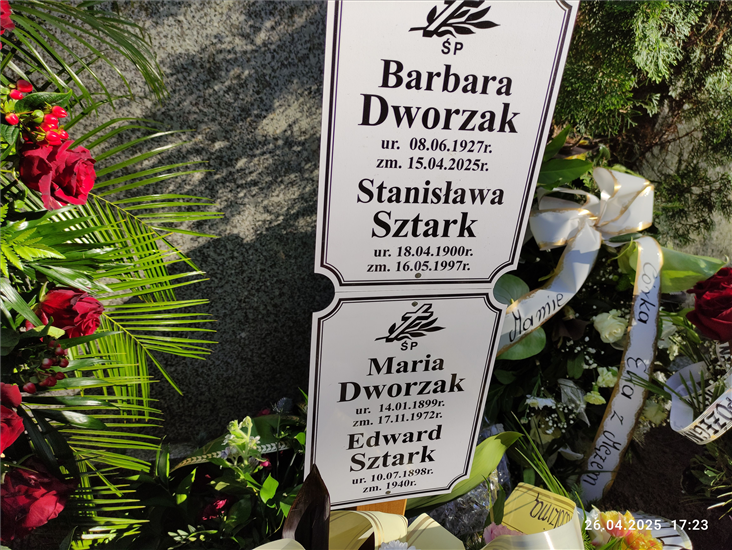 ŚP
Barbara
Dworzak
ur. 08.06.1927r.
zm. 15.04.2025r.
Stanisława
Sztark
ur. 18.04.1900r.
zm. 16.05.1997r.
ŚP
Maria
Dworzak
ur. 14.01.1899r.
zm. 17.11.1972r.
Edward
Sztark
ur. 10.07.1898r.
zm. 1940r.
Mamie
Córka Ela z Mężem
26.04.2025 17:23